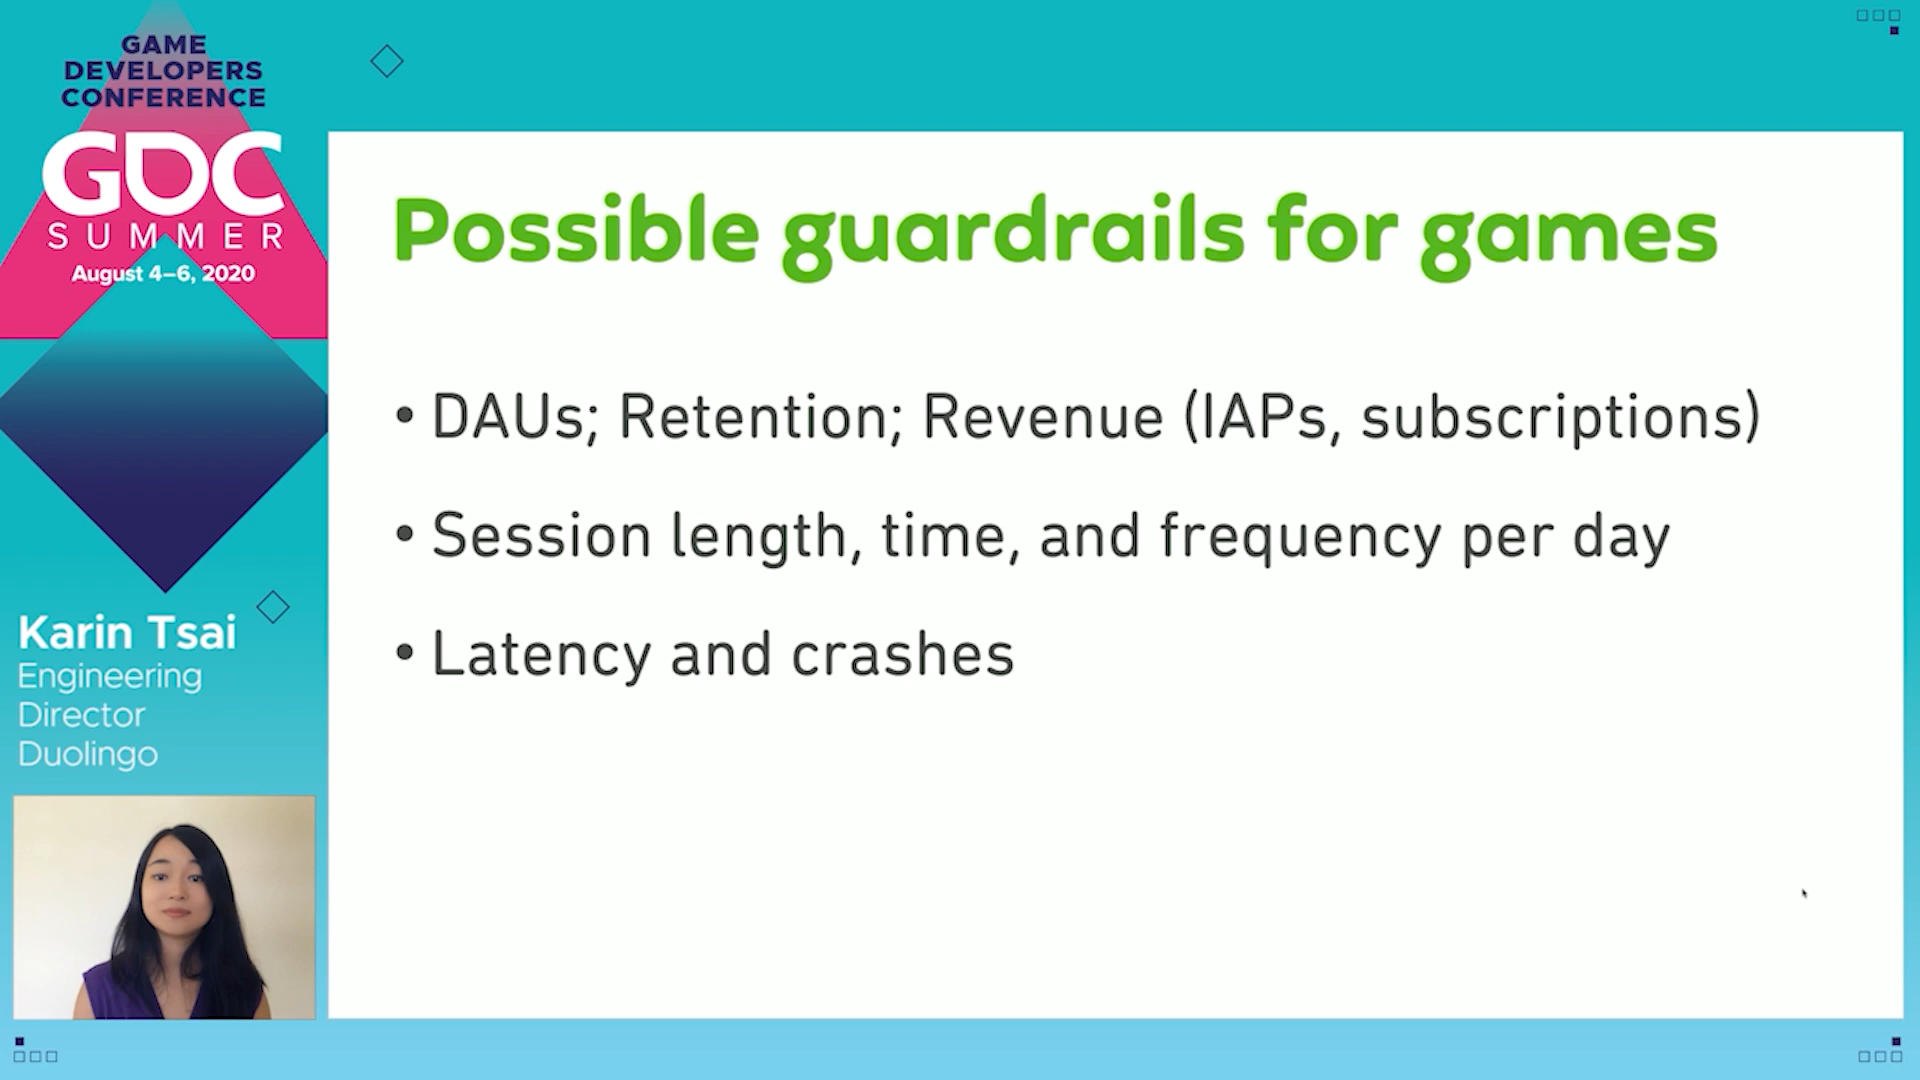 GAME
DEVELOPERS
CONFERENCE
GDC
SUMMER
August 4–6, 2020
Karin Tsai
Engineering
Director
Duolingo
Possible guardrails for games
• DAUs; Retention; Revenue (IAPs, subscriptions)
• Session length, time, and frequency per day
• Latency and crashes